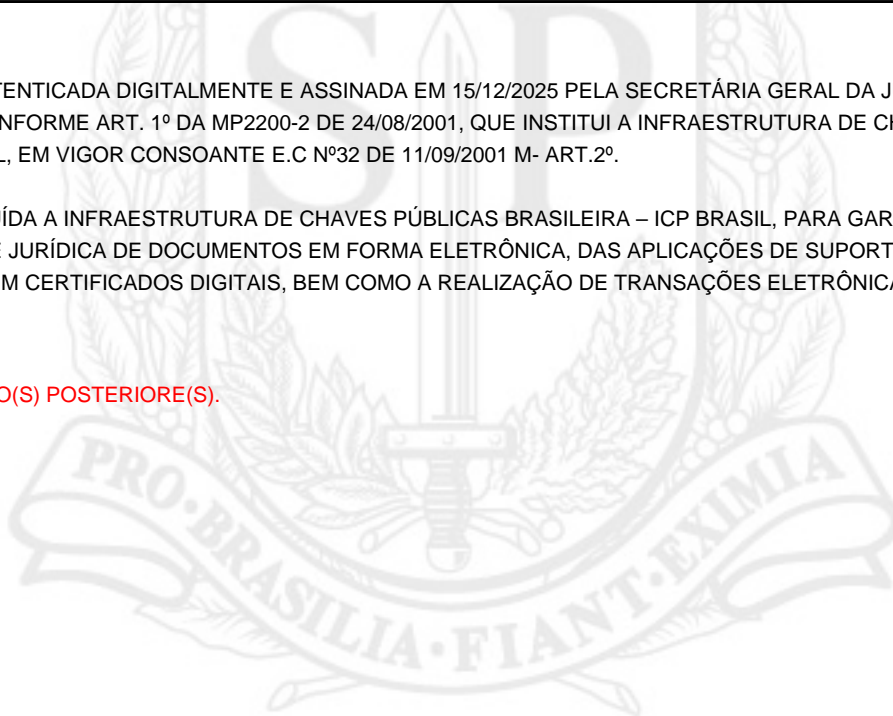 TENTICADA DIGITALMENTE E ASSINADA EM 15/12/2025 PELA SECRETÁRIA GERAL DA J
NFORME ART. 1º DA MP2200-2 DE 24/08/2001, QUE INSTITUI A INFRAESTRUTURA DE CH
L, EM VIGOR CONSOANTE E.C Nº32 DE 11/09/2001 M- ART.2º.
ÍDA A INFRAESTRUTURA DE CHAVES PÚBLICAS BRASILEIRA – ICP BRASIL, PARA GAR
E JURÍDICA DE DOCUMENTOS EM FORMA ELETRÔNICA, DAS APLICAÇÕES DE SUPORT
M CERTIFICADOS DIGITAIS, BEM COMO A REALIZAÇÃO DE TRANSAÇÕES ELETRÔNICA
O(S) POSTERIORE(S).
SP
PRO·BRASILIA·FIANT·EXIMIA